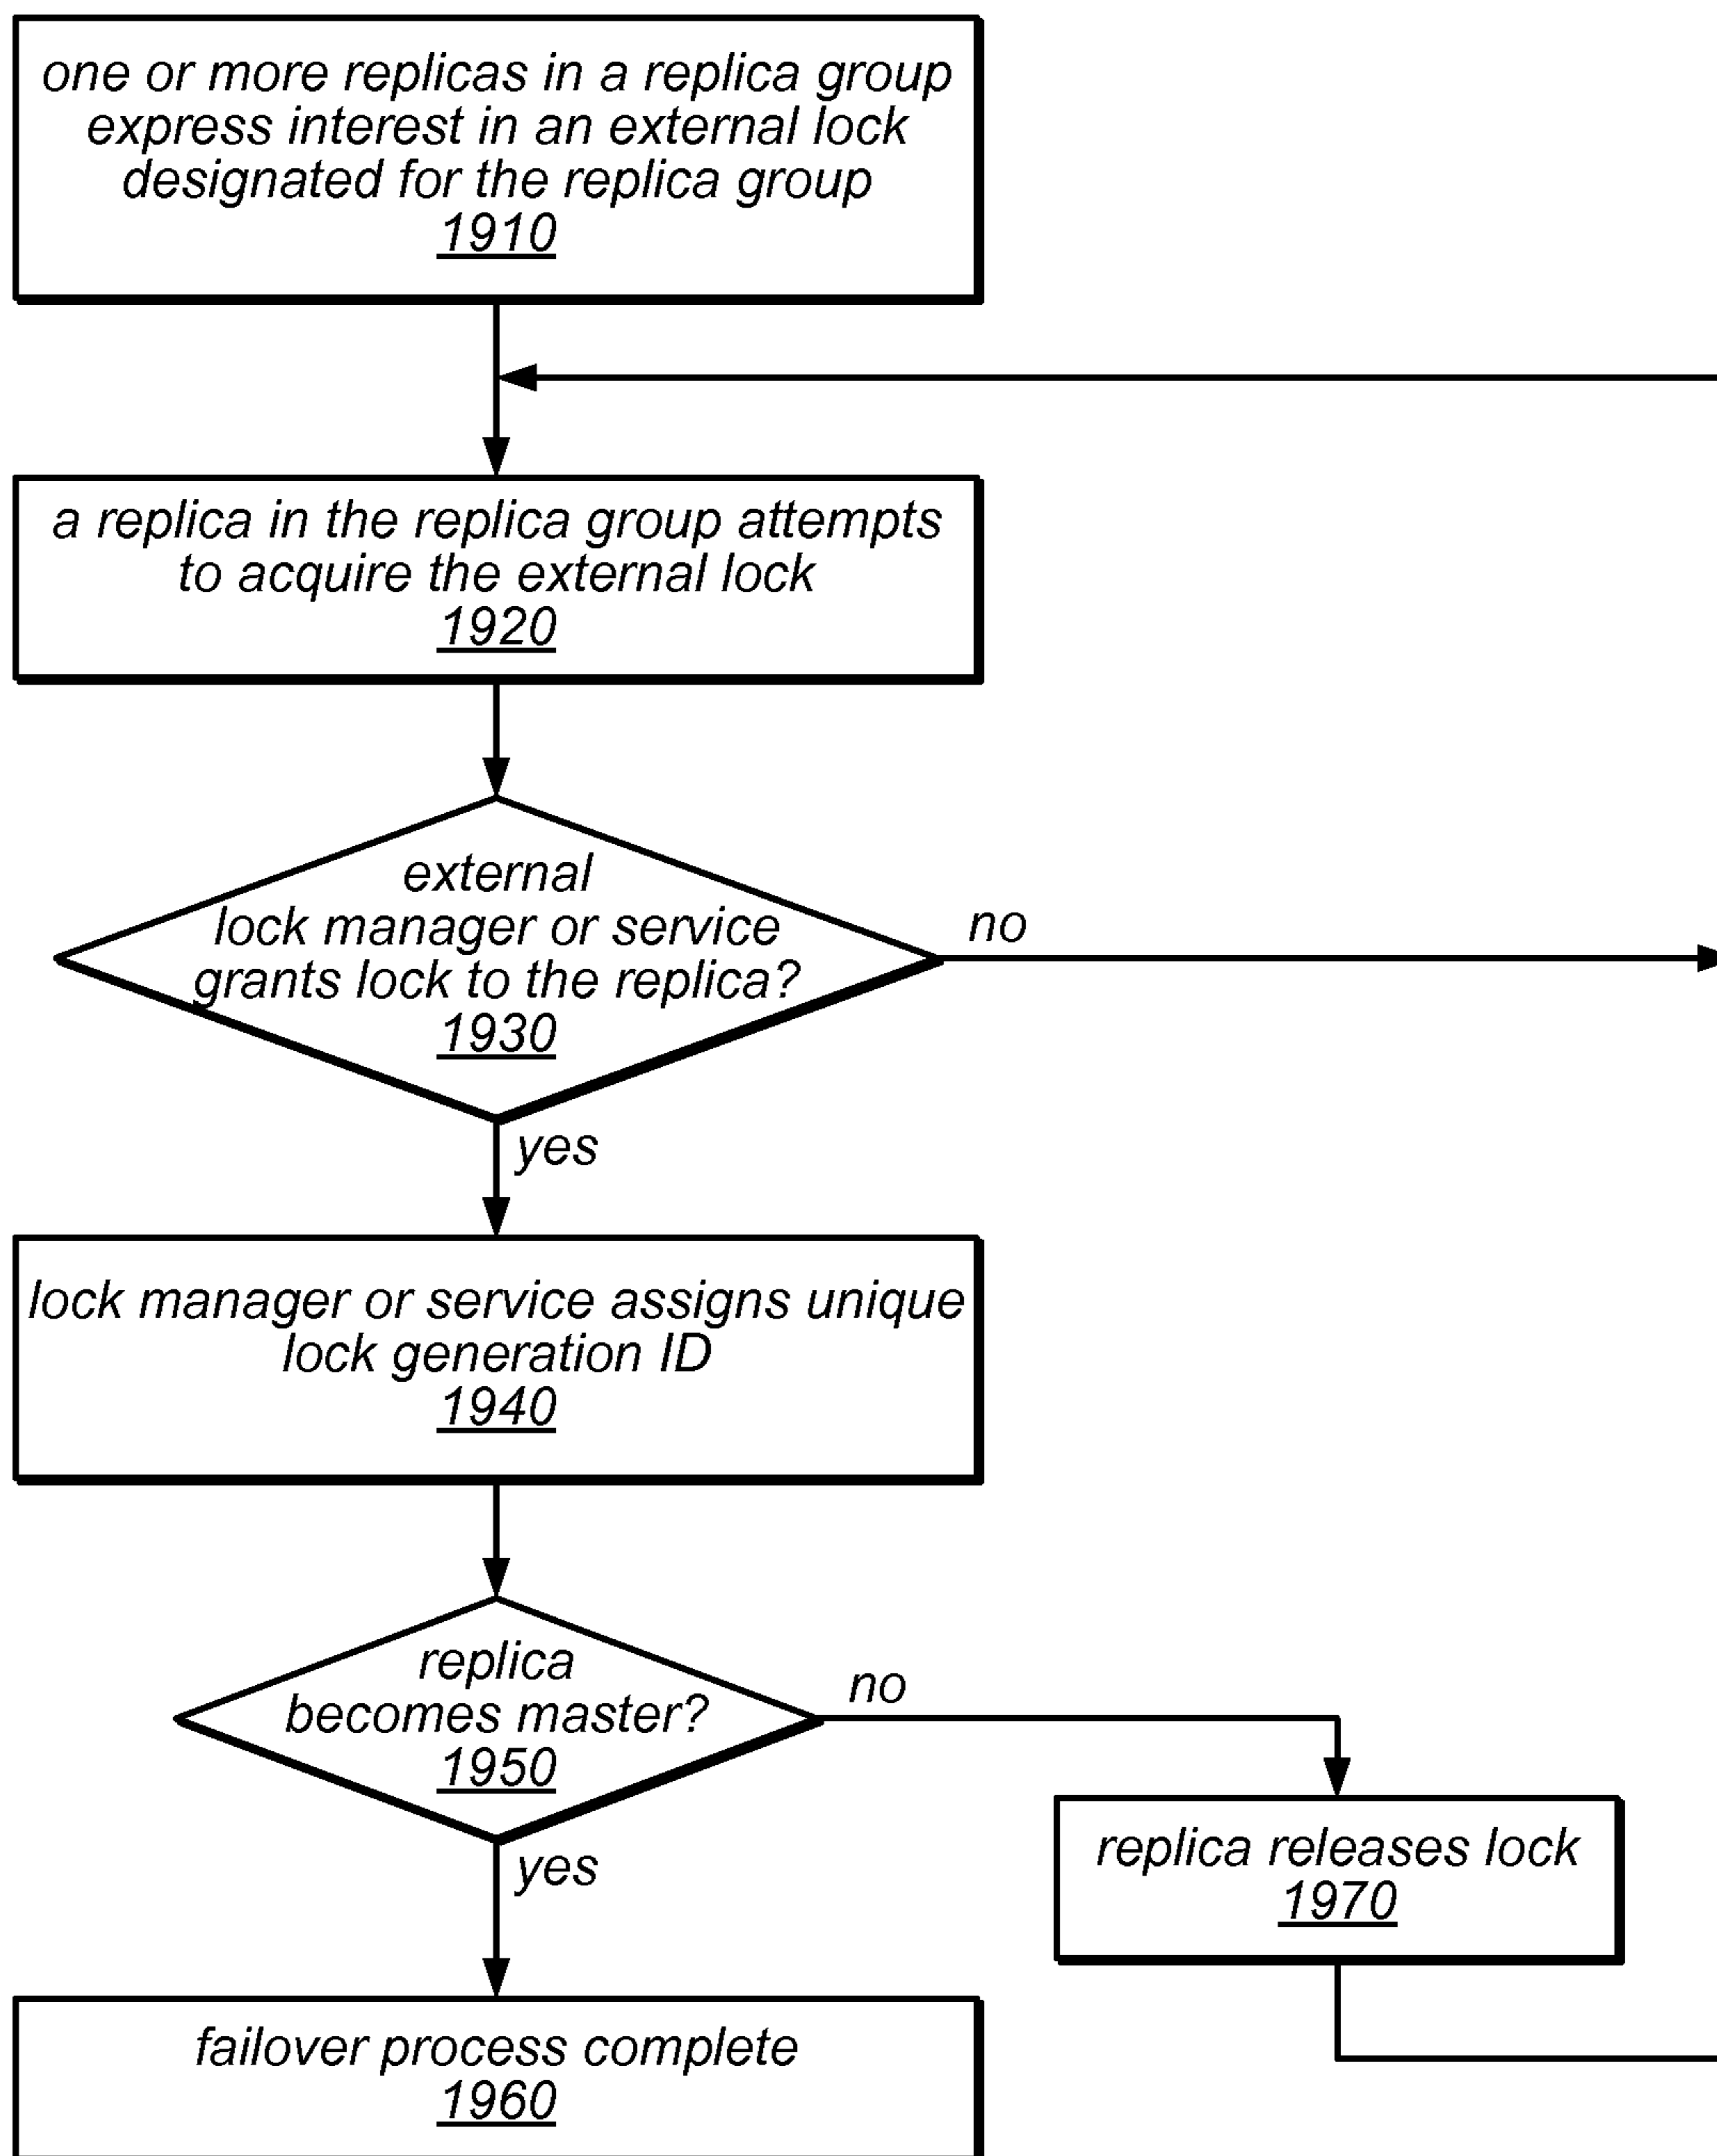 one or more replicas in a replica group
express interest in an external lock
designated for the replica group
1910
a replica in the replica group attempts
to acquire the external lock
1920
external
lock manager or service
grants lock to the replica?
1930
no
yes
lock manager or service assigns unique
lock generation ID
1940
replica
becomes master?
1950
no
yes
replica releases lock
1970
failover process complete
1960